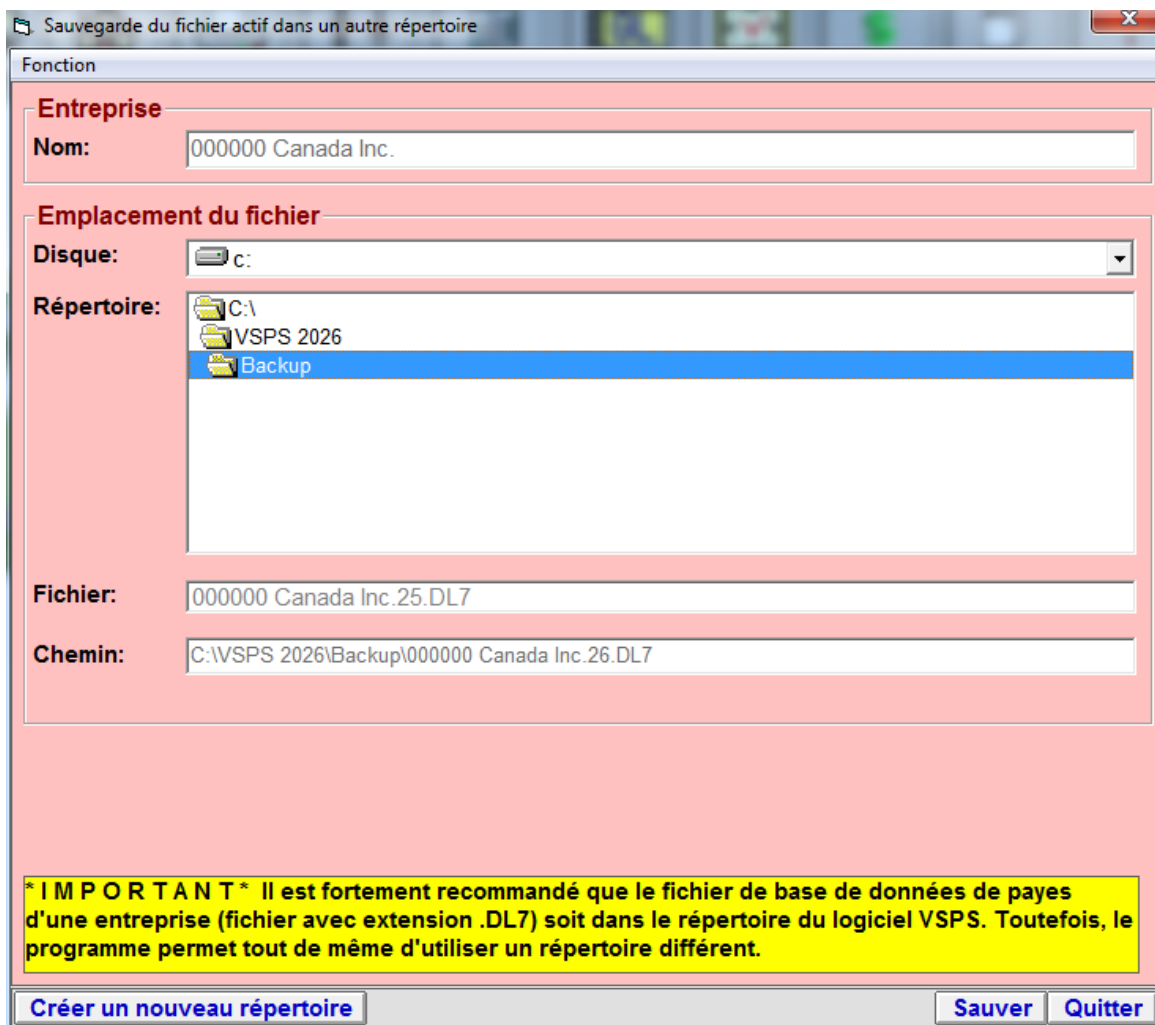 Sauvegarde du fichier actif dans un autre répertoire
Fonction
Entreprise
Nom: 000000 Canada Inc.
Emplacement du fichier
Disque: c:
Répertoire: C:\
VSPS 2026
Backup
Fichier: 000000 Canada Inc.25.DL7
Chemin: C:\VSPS 2026\Backup\000000 Canada Inc.26.DL7
* I M P O R T A N T * Il est fortement recommandé que le fichier de base de données de payes
d'une entreprise (fichier avec extension .DL7) soit dans le répertoire du logiciel VSPS. Toutefois, le
programme permet tout de même d'utiliser un répertoire différent.
Créer un nouveau répertoire Sauver Quitter